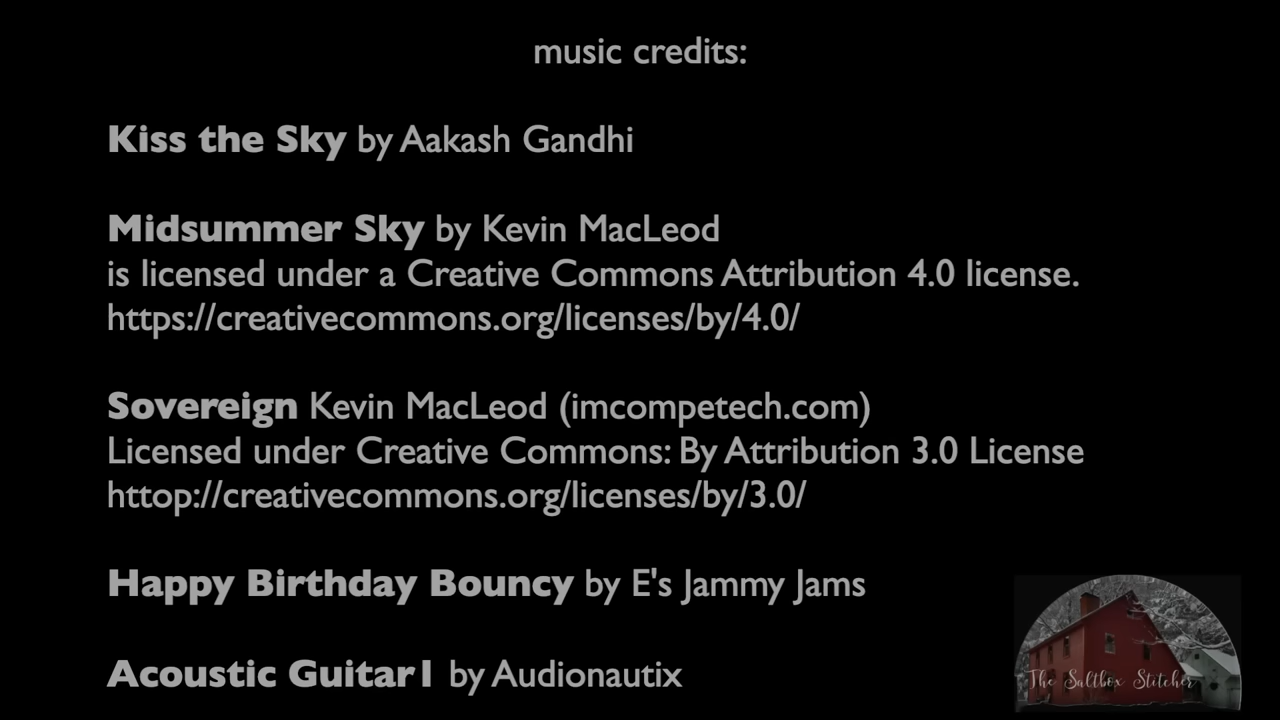 music credits:
Kiss the Sky by Aakash Gandhi
Midsummer Sky by Kevin MacLeod
is licensed under a Creative Commons Attribution 4.0 license.
https://creativecommons.org/licenses/by/4.0/
Sovereign Kevin MacLeod (imcompetech.com)
Licensed under Creative Commons: By Attribution 3.0 License
httop://creativecommons.org/licenses/by/3.0/
Happy Birthday Bouncy by E's Jammy Jams
Acoustic Guitar1 by Audionautix
The Saltbox Stitcher